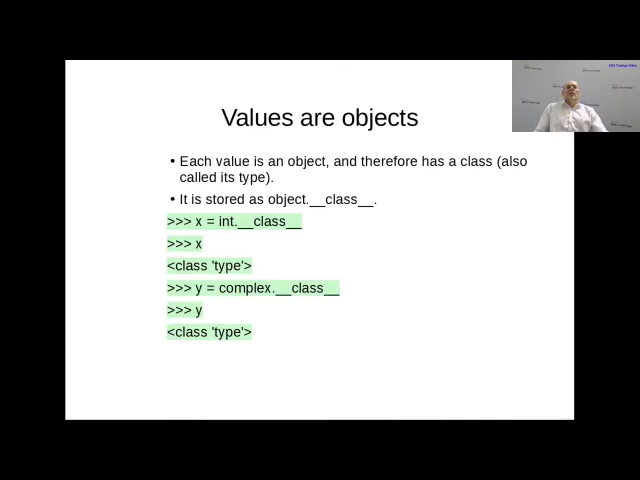 Values are objects
• Each value is an object, and therefore has a class (also
called its type).
• It is stored as object.__class__.
>>> x = int.__class__
>>> x
<class 'type'>
>>> y = complex.__class__
>>> y
<class 'type'>